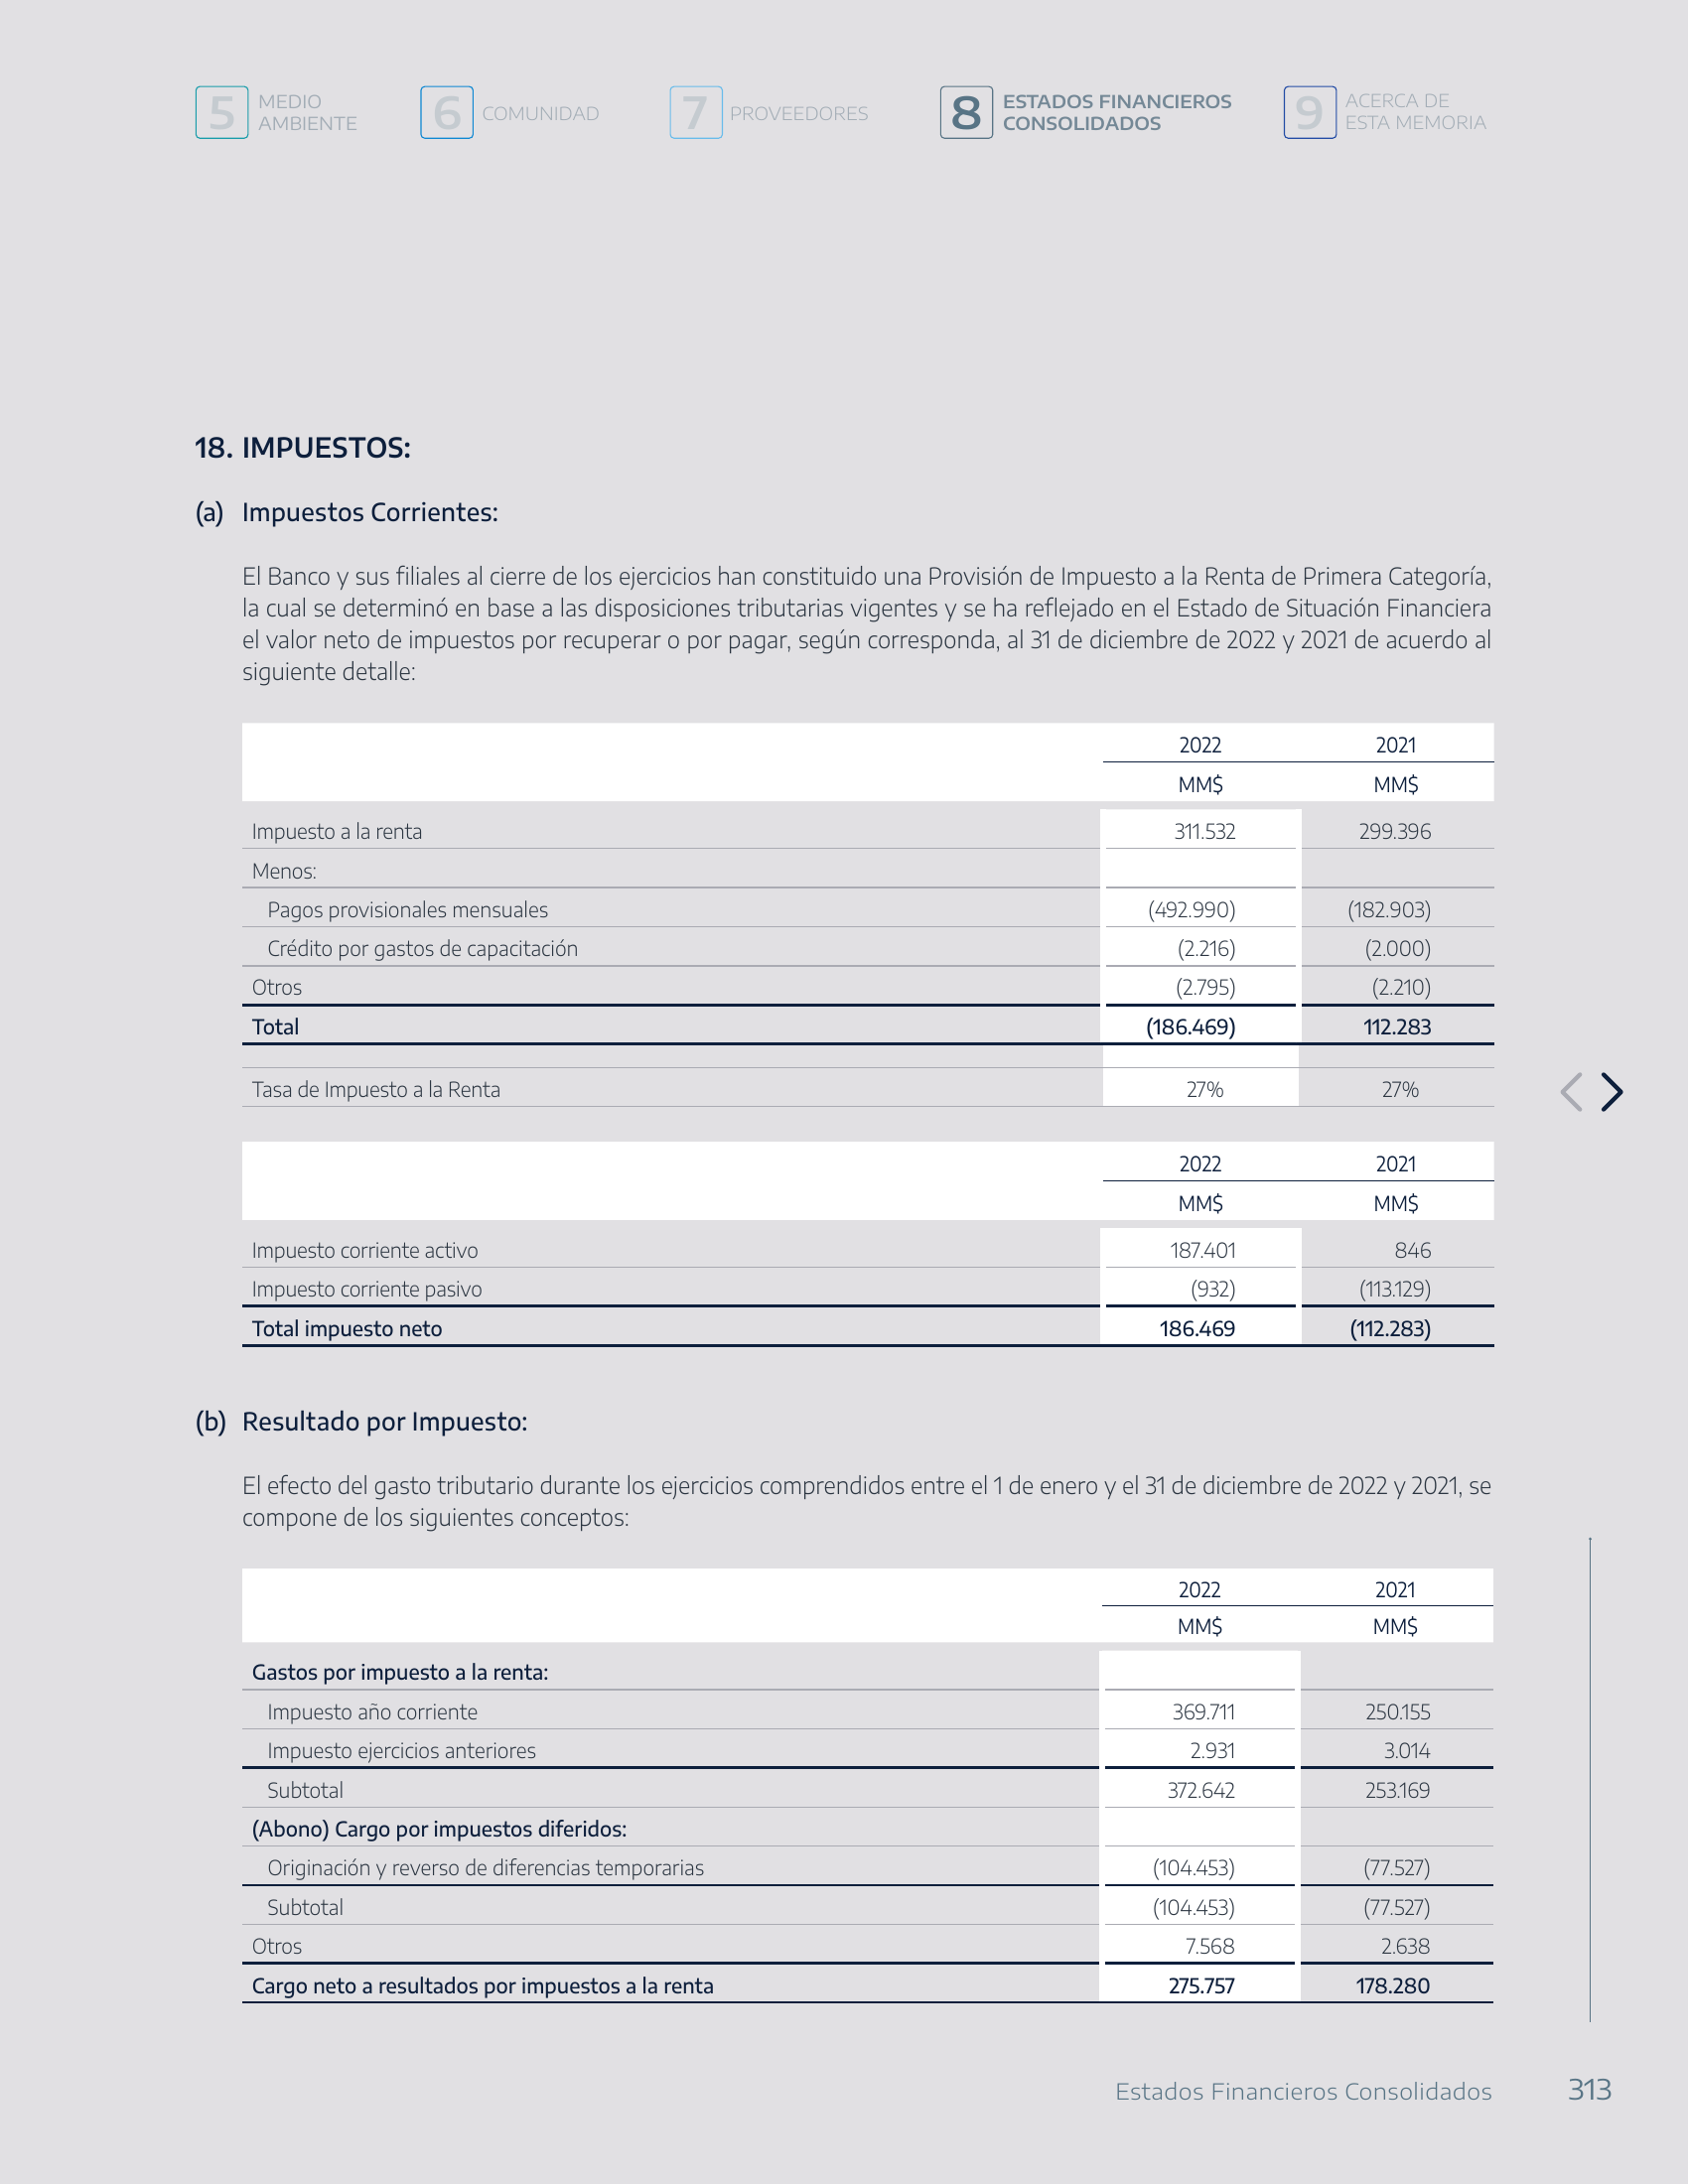 5 MEDIO AMBIENTE
6 COMUNIDAD
7 PROVEEDORES
8 ESTADOS FINANCIEROS CONSOLIDADOS
9 ACERCA DE ESTA MEMORIA
18. IMPUESTOS:
(a) Impuestos Corrientes:
El Banco y sus filiales al cierre de los ejercicios han constituido una Provisión de Impuesto a la Renta de Primera Categoría,
la cual se determinó en base a las disposiciones tributarias vigentes y se ha reflejado en el Estado de Situación Financiera
el valor neto de impuestos por recuperar o por pagar, según corresponda, al 31 de diciembre de 2022 y 2021 de acuerdo al
siguiente detalle:
2022 2021
MM$ MM$
Impuesto a la renta 311.532 299.396
Menos:
Pagos provisionales mensuales (492.990) (182.903)
Crédito por gastos de capacitación (2.216) (2.000)
Otros (2.795) (2.210)
Total (186.469) 112.283
Tasa de Impuesto a la Renta 27% 27%
2022 2021
MM$ MM$
Impuesto corriente activo 187.401 846
Impuesto corriente pasivo (932) (113.129)
Total impuesto neto 186.469 (112.283)
(b) Resultado por Impuesto:
El efecto del gasto tributario durante los ejercicios comprendidos entre el 1 de enero y el 31 de diciembre de 2022 y 2021, se
compone de los siguientes conceptos:
2022 2021
MM$ MM$
Gastos por impuesto a la renta:
Impuesto año corriente 369.711 250.155
Impuesto ejercicios anteriores 2.931 3.014
Subtotal 372.642 253.169
(Abono) Cargo por impuestos diferidos:
Originación y reverso de diferencias temporarias (104.453) (77.527)
Subtotal (104.453) (77.527)
Otros 7.568 2.638
Cargo neto a resultados por impuestos a la renta 275.757 178.280
Estados Financieros Consolidados 313